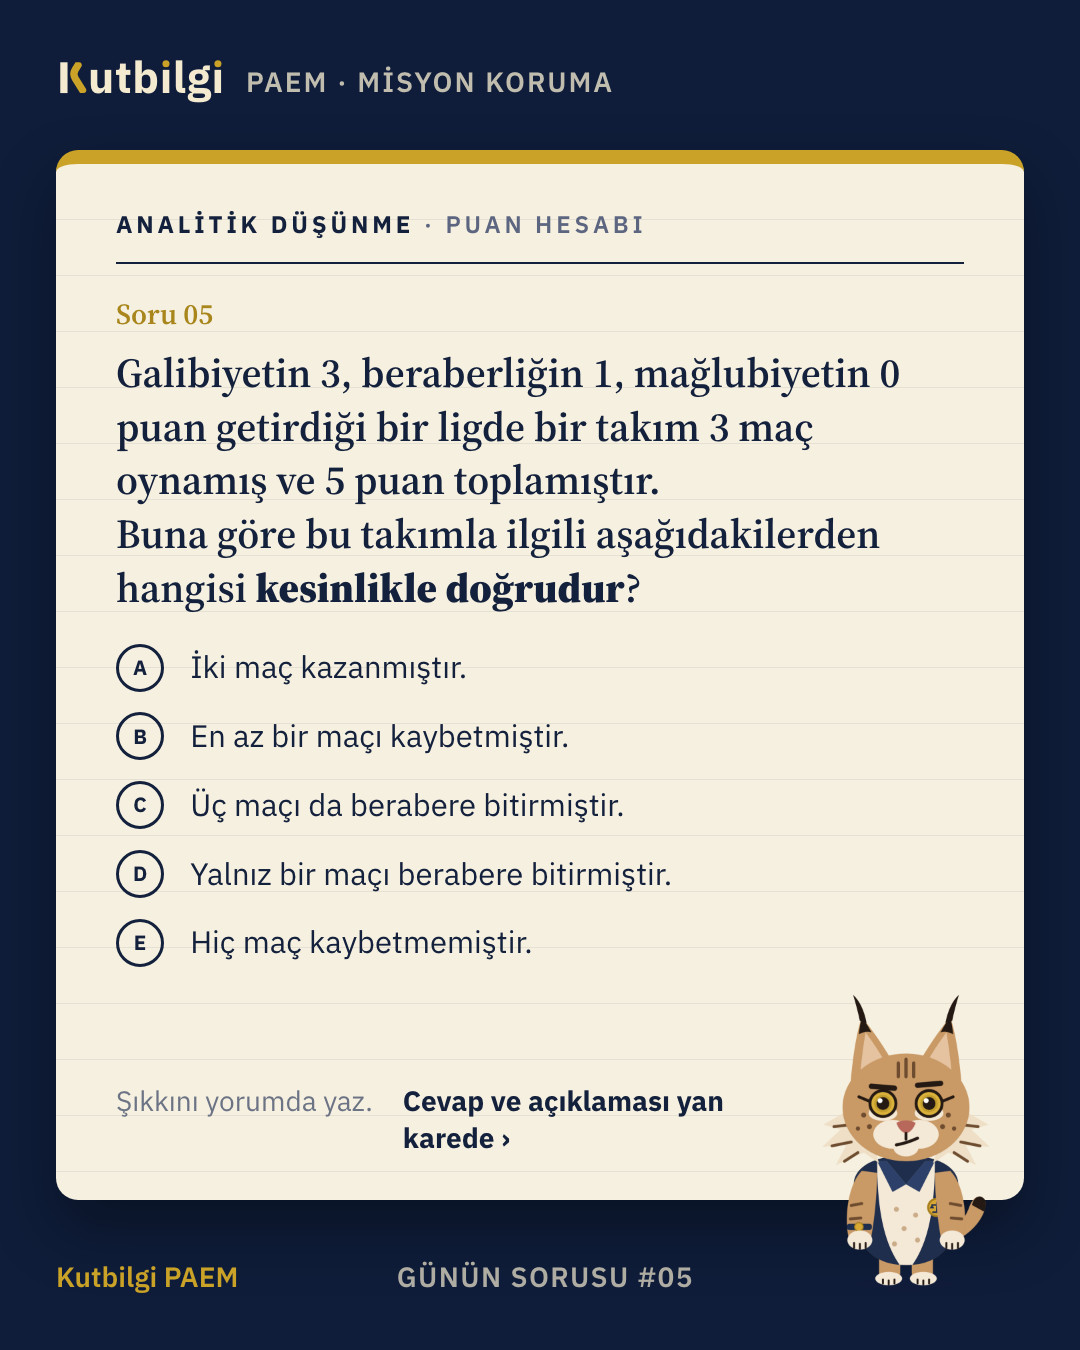 Kutbilgi PAEM · MİSYON KORUMA
ANALİTİK DÜŞÜNME · PUAN HESABI
Soru 05
Galibiyetin 3, beraberliğin 1, mağlubiyetin 0
puan getirdiği bir ligde bir takım 3 maç
oynamış ve 5 puan toplamıştır.
Buna göre bu takımla ilgili aşağıdakilerden
hangisi kesinlikle doğrudur?
A İki maç kazanmıştır.
B En az bir maçı kaybetmiştir.
C Üç maçı da berabere bitirmiştir.
D Yalnız bir maçı berabere bitirmiştir.
E Hiç maç kaybetmemiştir.
Şıkkını yorumda yaz. Cevap ve açıklaması yan
karede ›
Kutbilgi PAEM GÜNÜN SORUSU #05